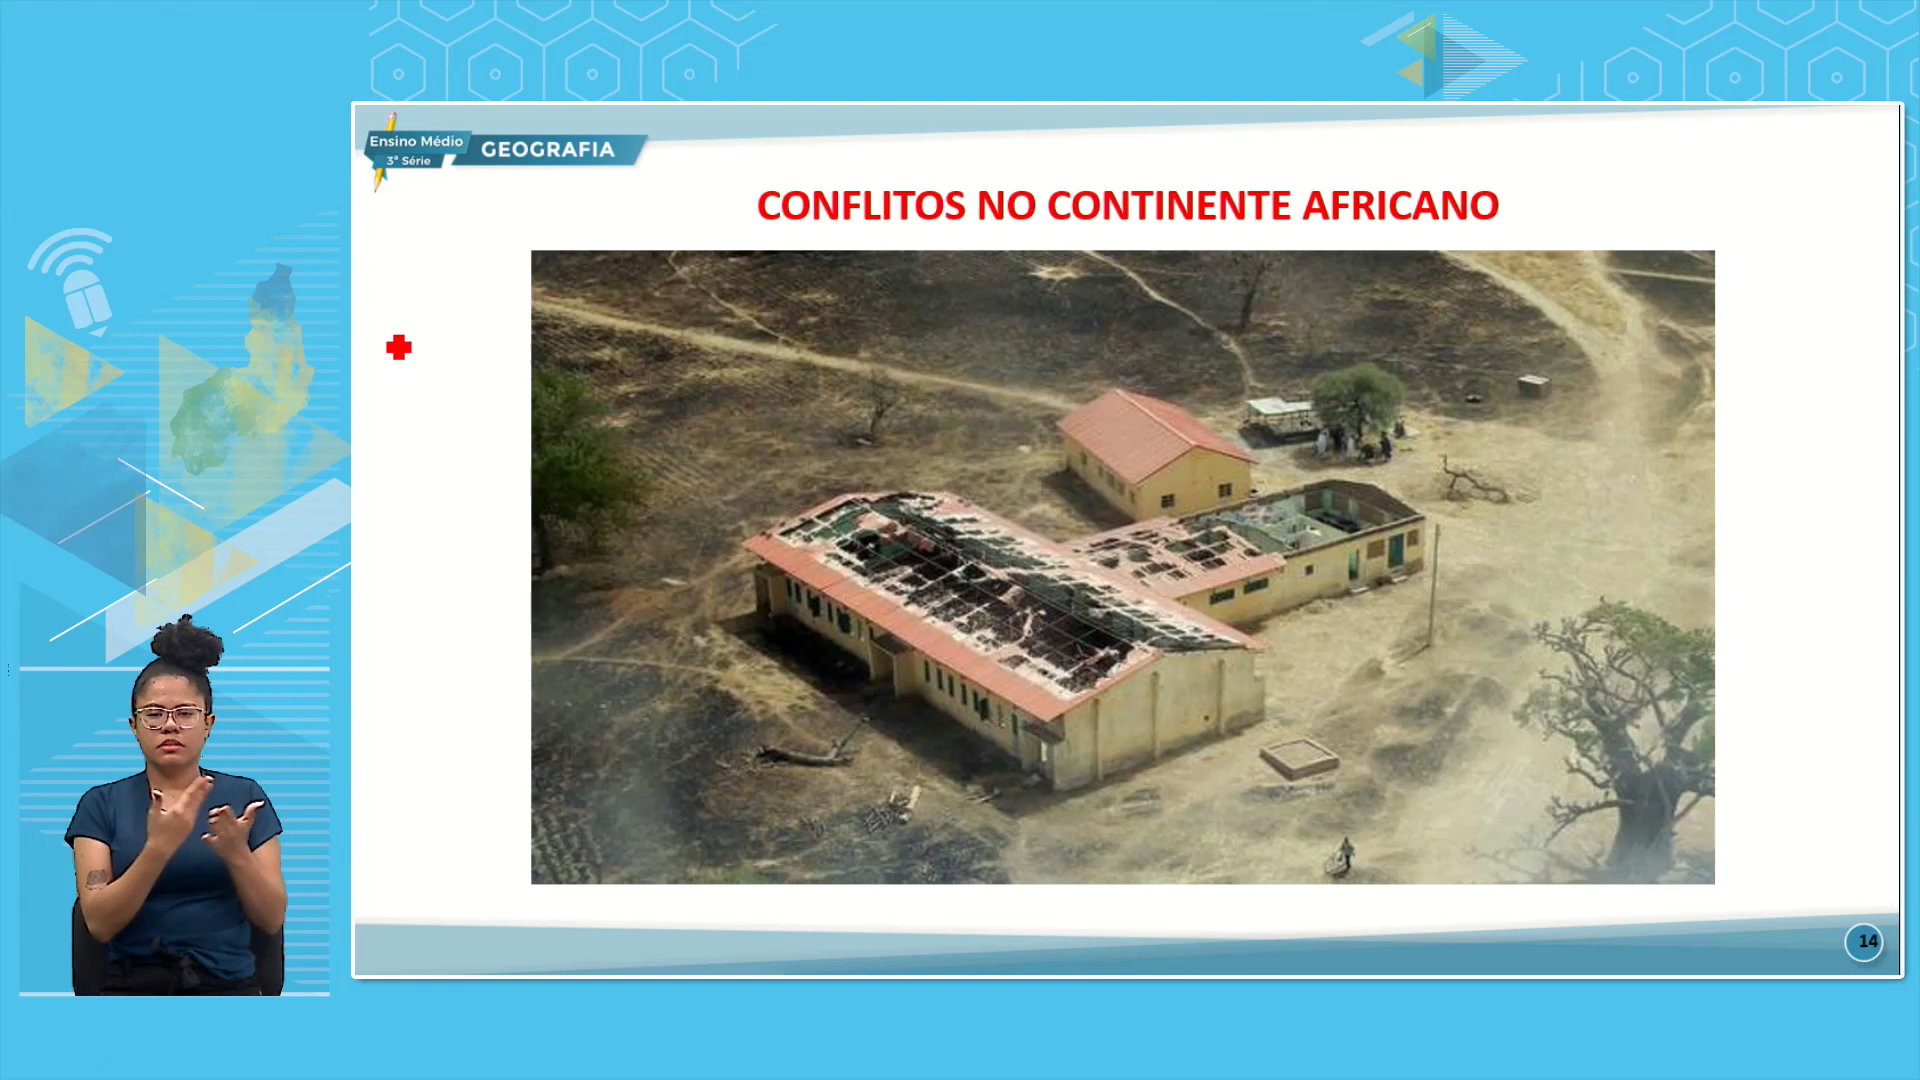 Ensino Médio
3ª Série
GEOGRAFIA
CONFLITOS NO CONTINENTE AFRICANO
14